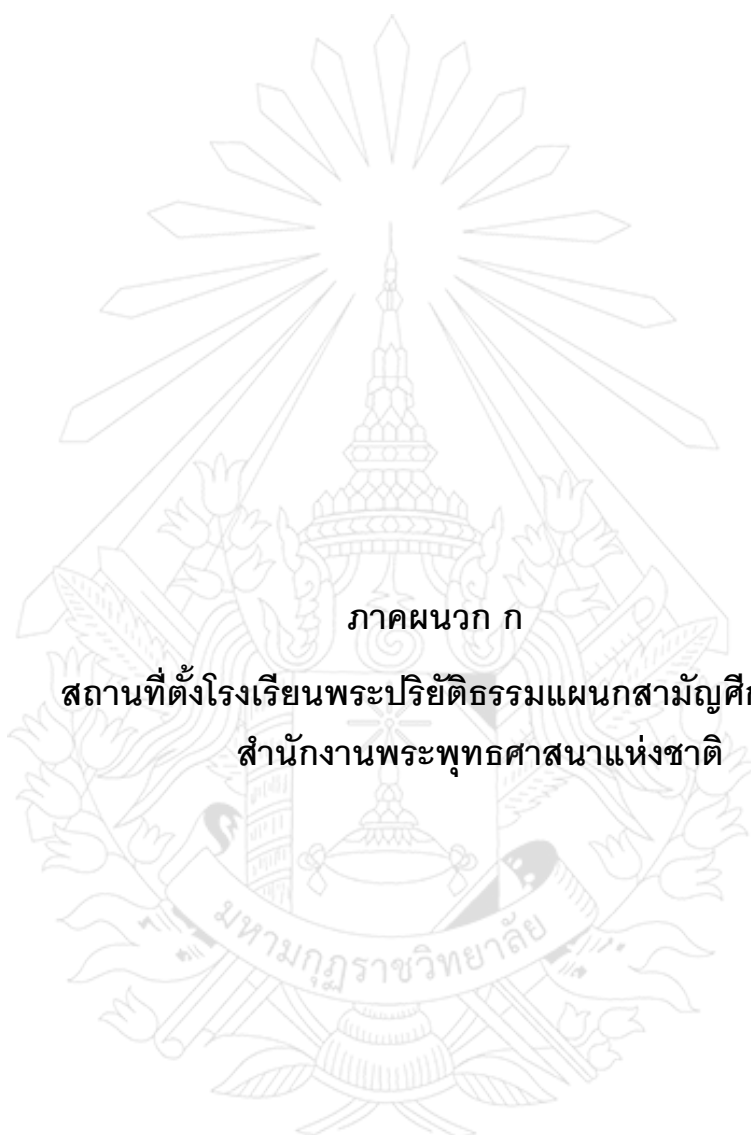 ภาคผนวก ก
สถานที่ตั้งโรงเรียนพระปริยัติธรรมแผนกสามัญศึ
สำนักงานพระพุทธศาสนาแห่งชาติ
มหามกุฏราชวิทยาลัย